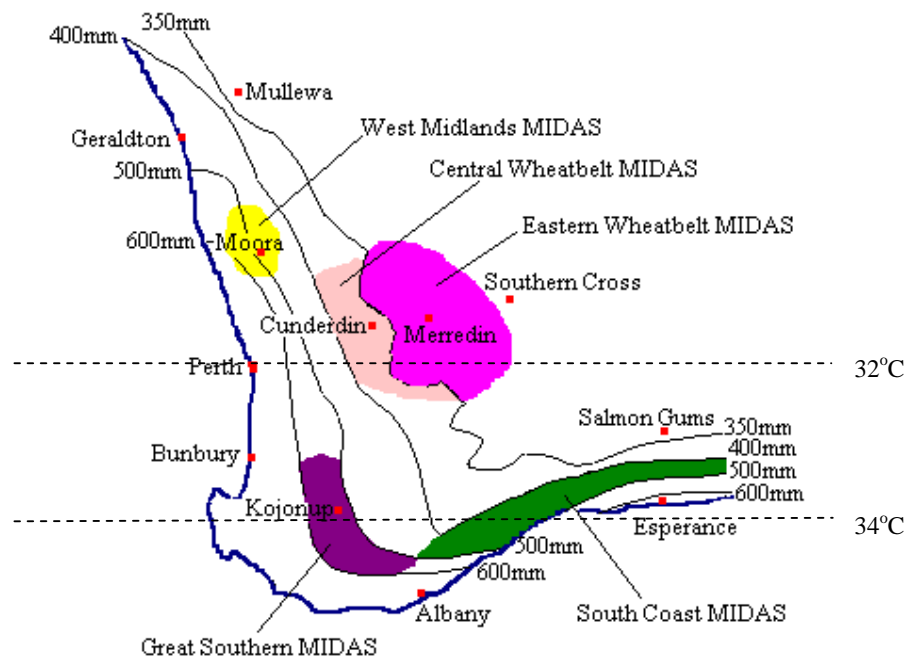 350mm
400mm
Mullewa
West Midlands MIDAS
Geraldton
Central Wheatbelt MIDAS
500mm
Eastern Wheatbelt MIDAS
600mm
Moora
Southern Cross
Cunderdin
Merredin
Perth
32°C
Salmon Gums
350mm
400mm
Bunbury
500mm
600mm
Kojonup
Esperance
34°C
500mm
600mm
Albany
South Coast MIDAS
Great Southern MIDAS